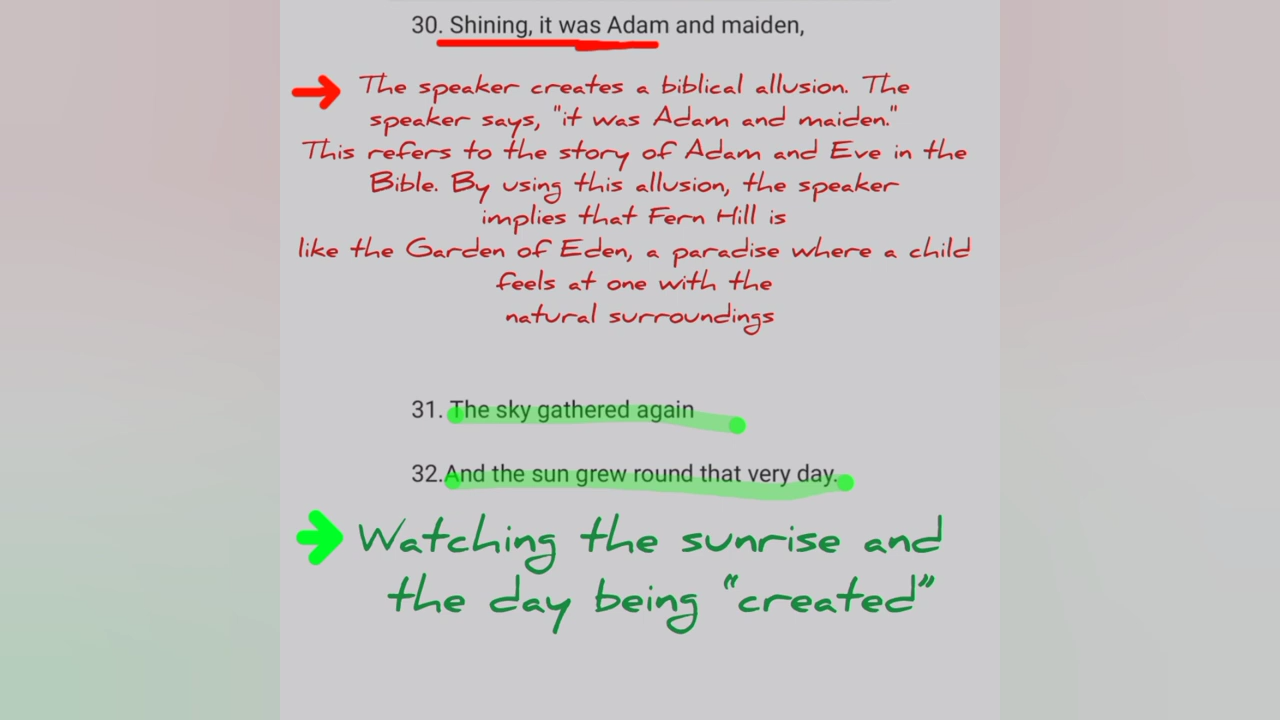 30. Shining, it was Adam and maiden,
The speaker creates a biblical allusion. The
speaker says, "it was Adam and maiden."
This refers to the story of Adam and Eve in the
Bible. By using this allusion, the speaker
implies that Fern Hill is
like the Garden of Eden, a paradise where a child
feels at one with the
natural surroundings
31. The sky gathered again
32.And the sun grew round that very day.
Watching the sunrise and
the day being "created"